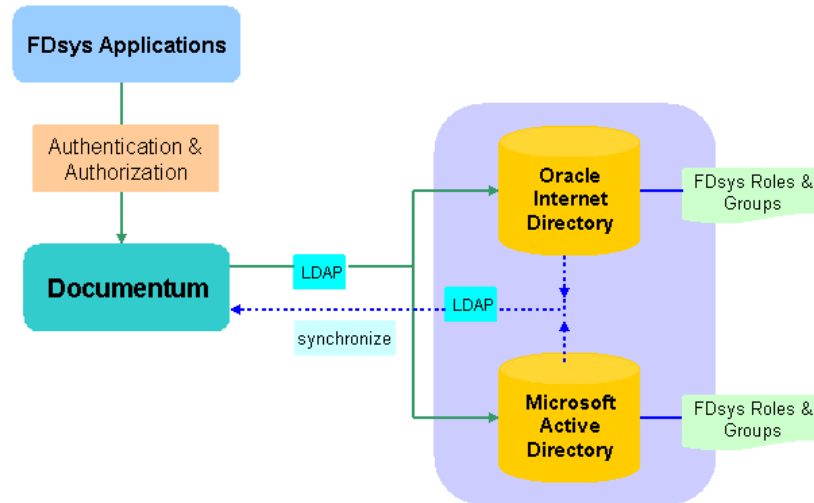 FDsys Applications
Authentication &
Authorization
Documentum
LDAP
Oracle
Internet
Directory
FDsys Roles &
Groups
LDAP
synchronize
Microsoft
Active
Directory
FDsys Roles &
Groups